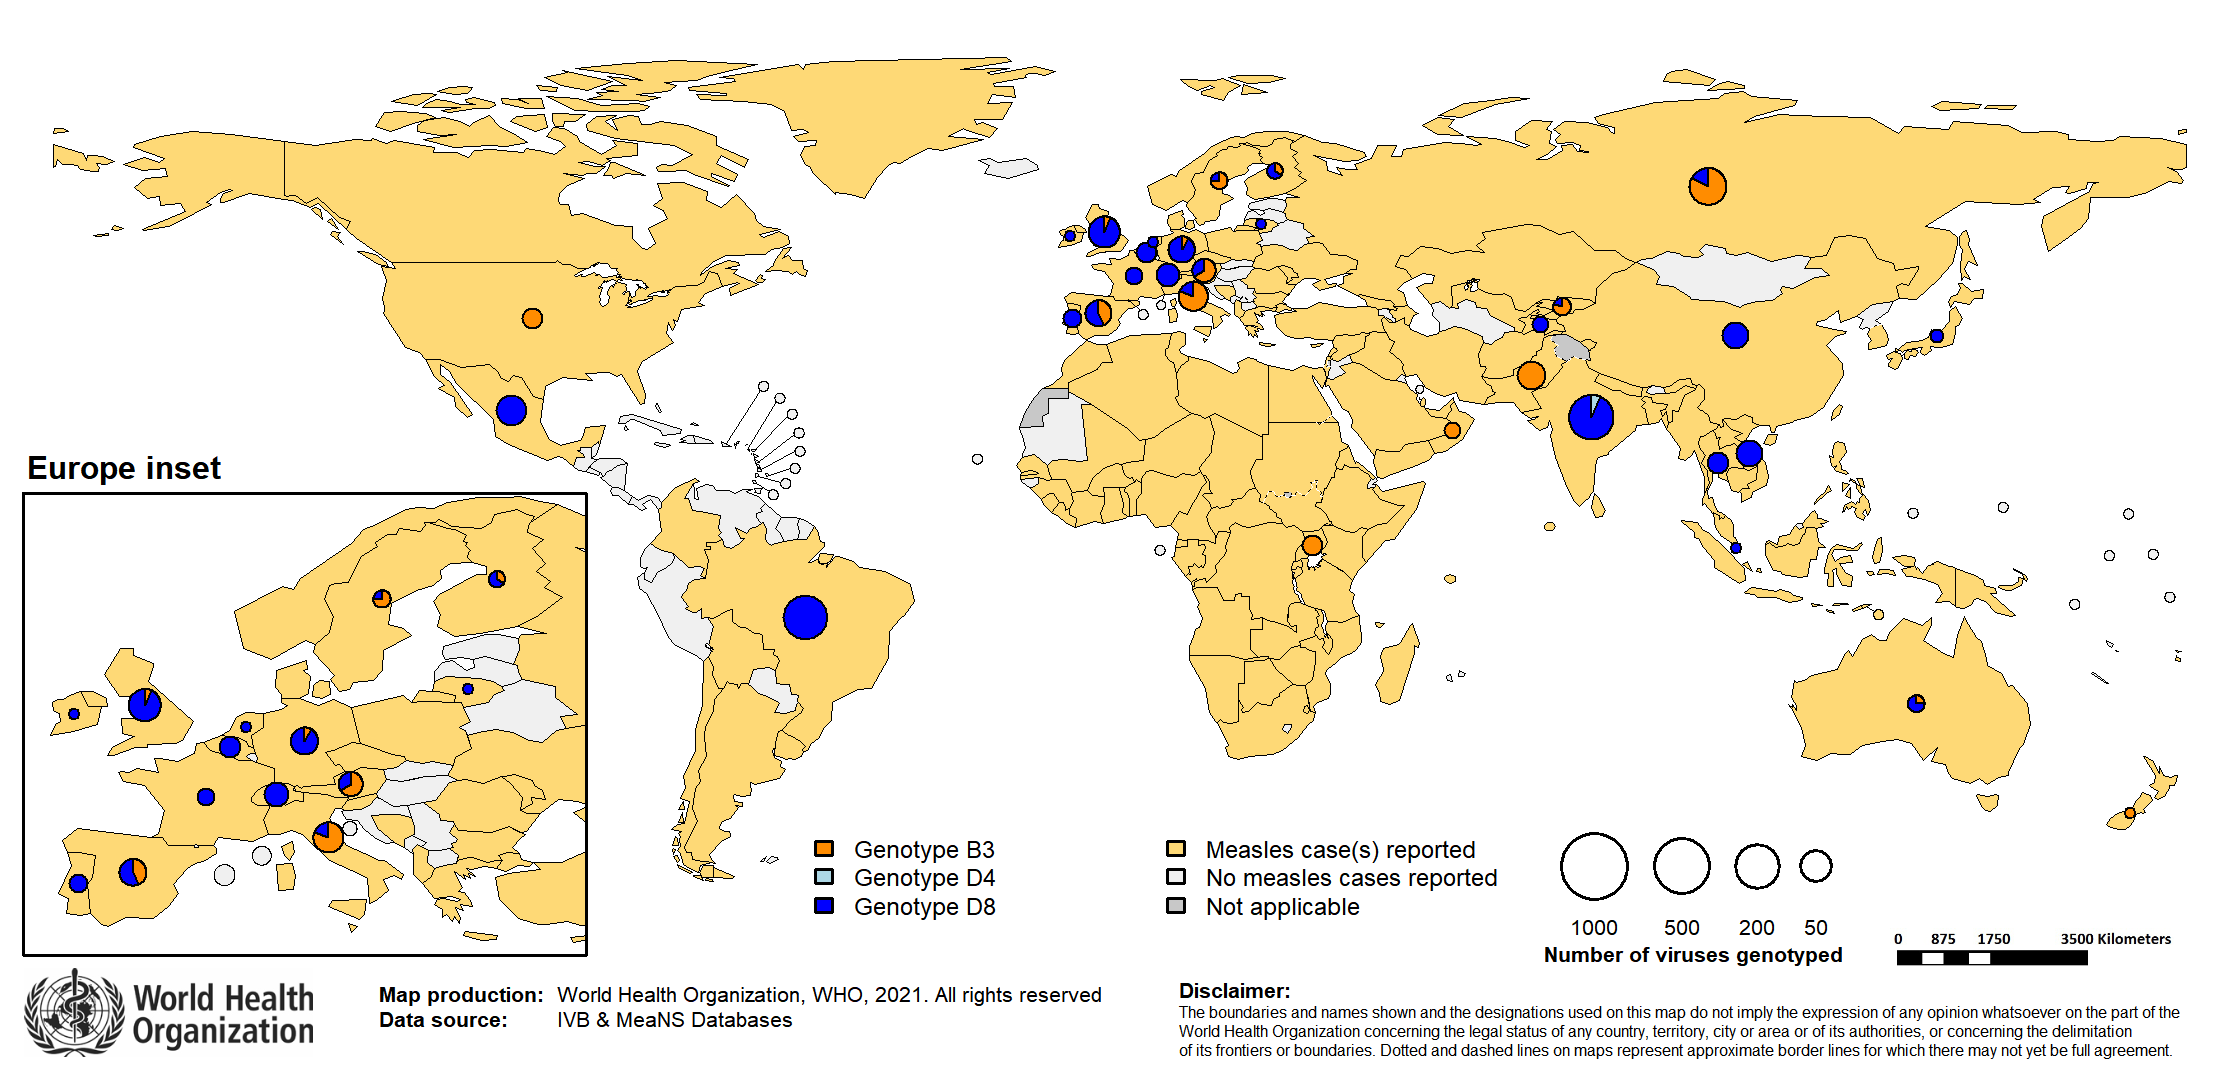 Europe inset
Genotype B3
Genotype D4
Genotype D8
Measles case(s) reported
No measles cases reported
Not applicable
1000 500 200 50
Number of viruses genotyped
0 875 1750 3500 Kilometers
World Health
Organization
Map production: World Health Organization, WHO, 2021. All rights reserved
Data source: IVB & MeaNS Databases
Disclaimer:
The boundaries and names shown and the designations used on this map do not imply the expression of any opinion whatsoever on the part of the
World Health Organization concerning the legal status of any country, territory, city or area or of its authorities, or concerning the delimitation
of its frontiers or boundaries. Dotted and dashed lines on maps represent approximate border lines for which there may not yet be full agreement.